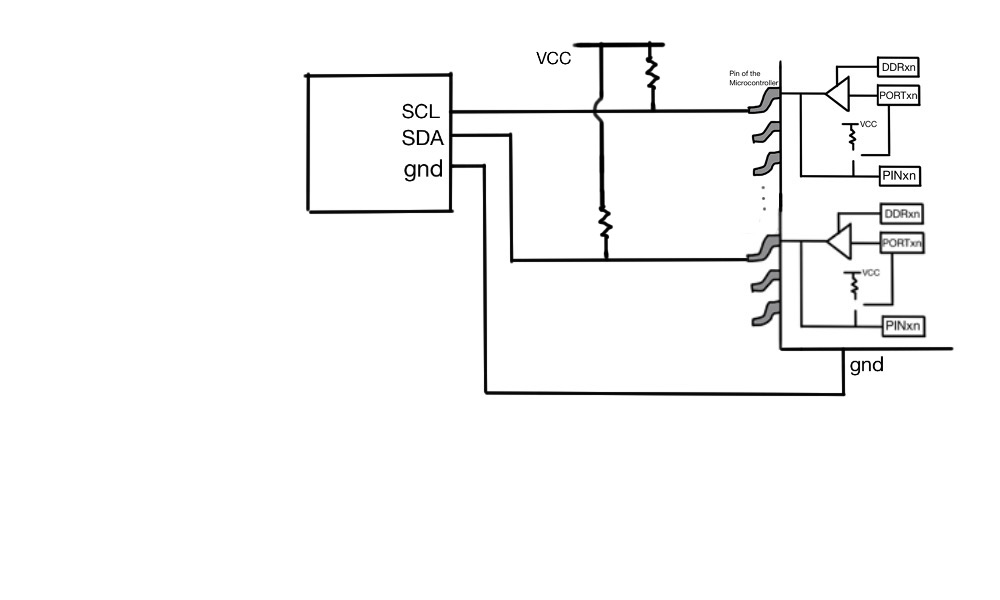 VCC
SCL
SDA
gnd
Pin of the
Microcontroller
DDRxn
PORTxn
VCC
PINxn
DDRxn
PORTxn
VCC
PINxn
gnd